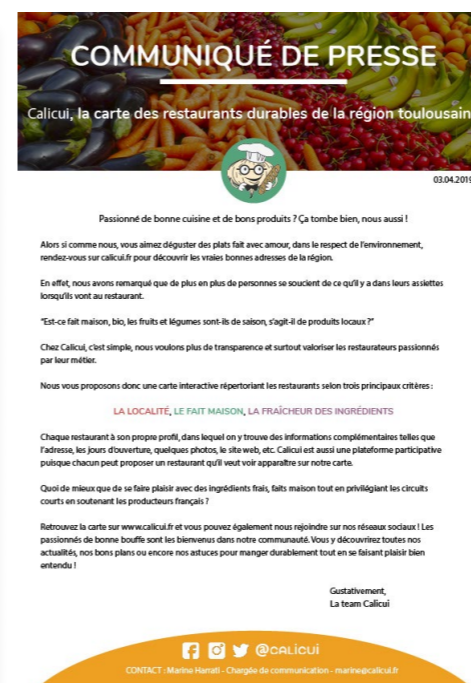 COMMUNIQUÉ DE PRESSE
Calicui, la carte des restaurants durables de la région toulousain
03.04.2019
Passionné de bonne cuisine et de bons produits ? Ça tombe bien, nous aussi !
Alors si comme nous, vous aimez déguster des plats fait avec amour, dans le respect de l'environnement,
rendez-vous sur calicui.fr pour découvrir les vraies bonnes adresses de la région.
En effet, nous avons remarqué que de plus en plus de personnes se soucient de ce qu'il y a dans leurs assiettes
lorsqu'ils vont au restaurant.
"Est-ce fait maison, bio, les fruits et légumes sont-ils de saison, s'agit-il de produits locaux ?"
Chez Calicui, c'est simple, nous voulons plus de transparence et surtout valoriser les restaurateurs passionnés
par leur métier.
Nous vous proposons donc une carte interactive répertoriant les restaurants selon trois principaux critères :
LA LOCALITÉ, LE FAIT MAISON, LA FRAÎCHEUR DES INGRÉDIENTS
Chaque restaurant à son propre profil, dans lequel on y trouve des informations complémentaires telles que
l'adresse, les jours d'ouverture, quelques photos, le site web, etc. Calicui est aussi une plateforme participative
puisque chacun peut proposer un restaurant qu'il veut voir apparaître sur notre carte.
Quoi de mieux que de se faire plaisir avec des ingrédients frais, faits maison tout en privilégiant les circuits
courts en soutenant les producteurs français ?
Retrouvez la carte sur www.calicui.fr et vous pouvez également nous rejoindre sur nos réseaux sociaux ! Les
passionnés de bonne bouffe sont les bienvenus dans notre communauté. Vous y découvrirez toutes nos
actualités, nos bons plans ou encore nos astuces pour manger durablement tout en se faisant plaisir bien
entendu !
Gustativement,
La team Calicui
@CALICUI
CONTACT : Marine Harrati - Chargée de communication - marine@calicui.fr